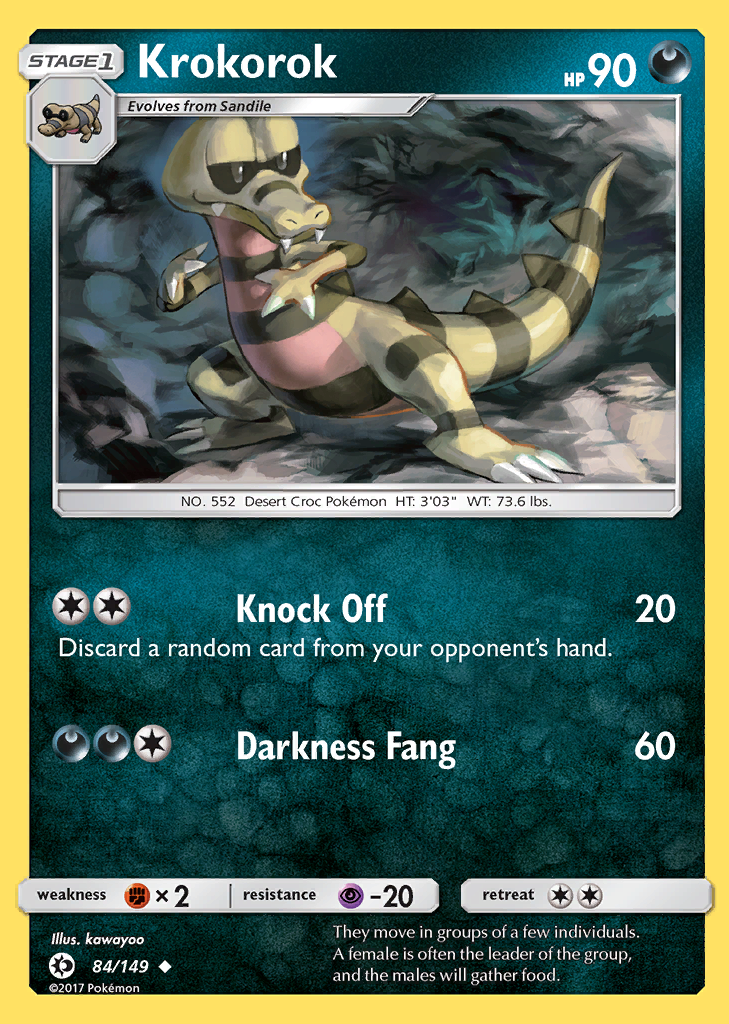 STAGE1 Krokorok HP90
Evolves from Sandile
NO. 552 Desert Croc Pokémon HT: 3'03" WT: 73.6 lbs.
Knock Off 20
Discard a random card from your opponent's hand.
Darkness Fang 60
weakness ×2 resistance -20 retreat
Illus. kawayoo
84/149
©2017 Pokémon
They move in groups of a few individuals.
A female is often the leader of the group,
and the males will gather food.